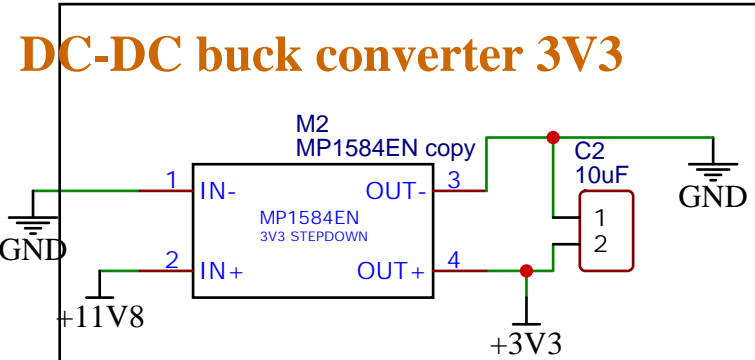 DC-DC buck converter 3V3
M2
MP1584EN copy
1 IN- OUT- 3
MP1584EN
3V3 STEPDOWN
2 IN+ OUT+ 4
C2
10uF
1
2
GND
GND
+11V8
+3V3